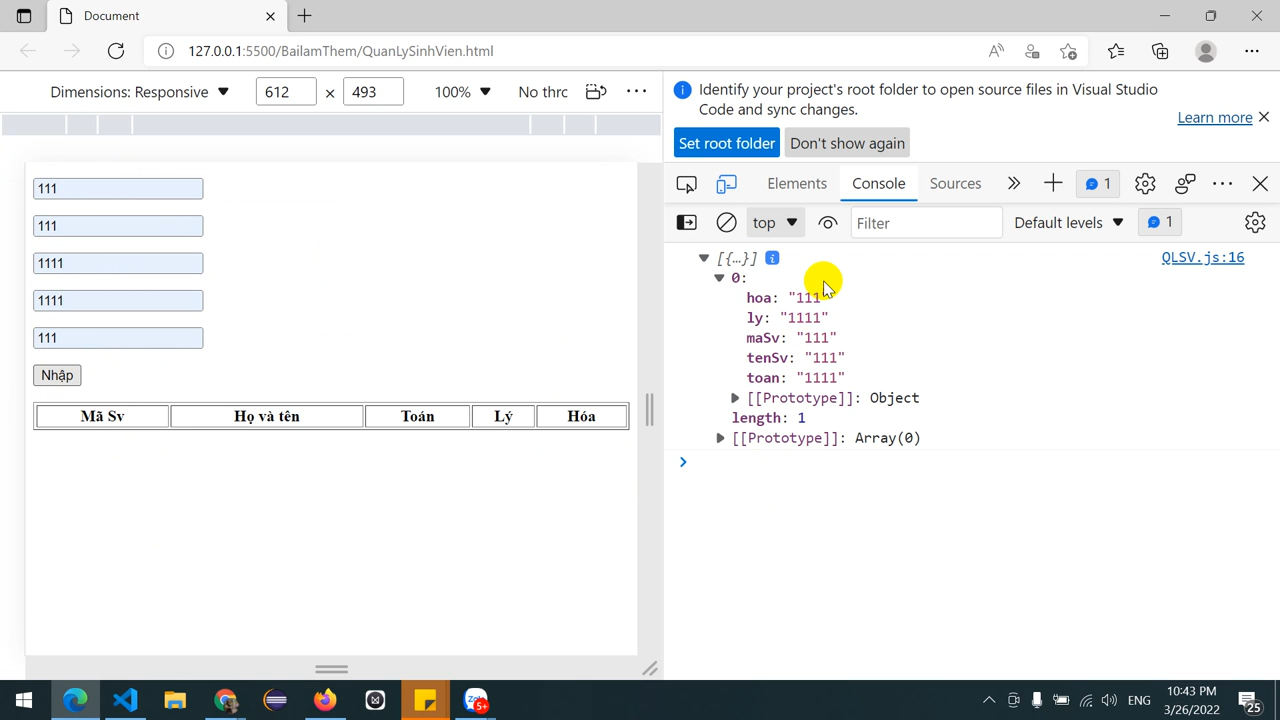 Document
127.0.0.1:5500/BailamThem/QuanLySinhVien.html
Dimensions: Responsive
612
×
493
100%
No thrc
111
111
1111
1111
111
Nhập
Mã Sv
Họ và tên
Toán
Lý
Hóa
Identify your project's root folder to open source files in Visual Studio
Code and sync changes.
Learn more
Set root folder
Don't show again
Elements
Console
Sources
1
top
Filter
Default levels
1
[{…}]
QLSV.js:16
0:
hoa: "111"
ly: "1111"
maSv: "111"
tenSv: "111"
toan: "1111"
[[Prototype]]: Object
length: 1
[[Prototype]]: Array(0)
5+
ENG
10:43 PM
3/26/2022
25